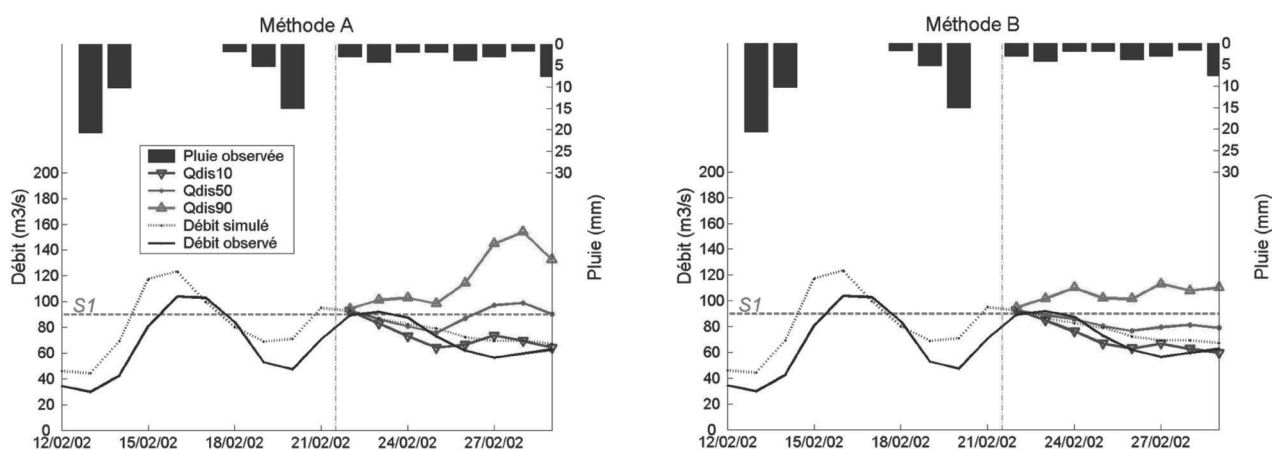 Méthode A
0
5
10
15
20
25
30
Pluie (mm)
Pluie observée
Qdis10
Qdis50
Qdis90
Débit simulé
Débit observé
200
180
160
140
120
100
80
60
40
20
0
Débit (m3/s)
S1
12/02/02 15/02/02 18/02/02 21/02/02 24/02/02 27/02/02
Méthode B
0
5
10
15
20
25
30
Pluie (mm)
200
180
160
140
120
100
80
60
40
20
0
Débit (m3/s)
S1
12/02/02 15/02/02 18/02/02 21/02/02 24/02/02 27/02/02